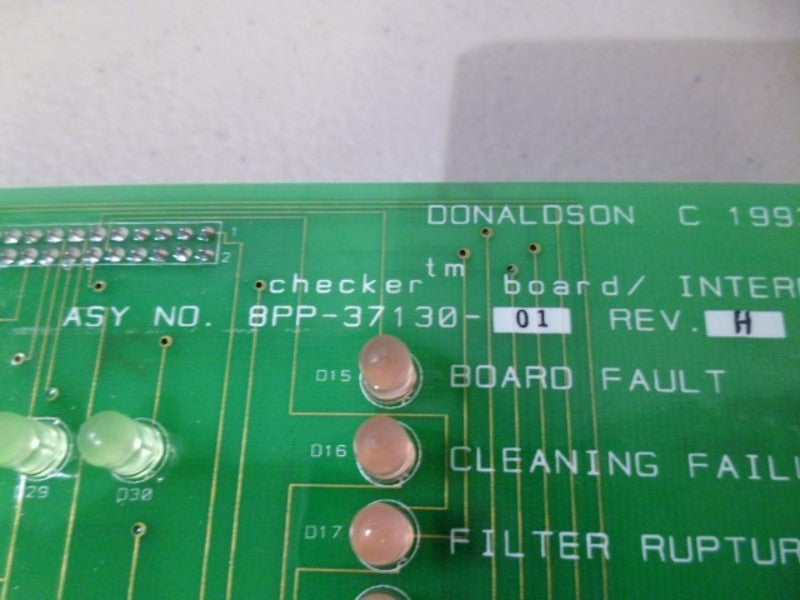 DONALDSON C 199
1
2
checker tm board/ INTER
ASY NO. 8PP-37130- 01 REV. H
D15 BOARD FAULT
D16 CLEANING FAIL
D29 D30
D17 FILTER RUPTUR